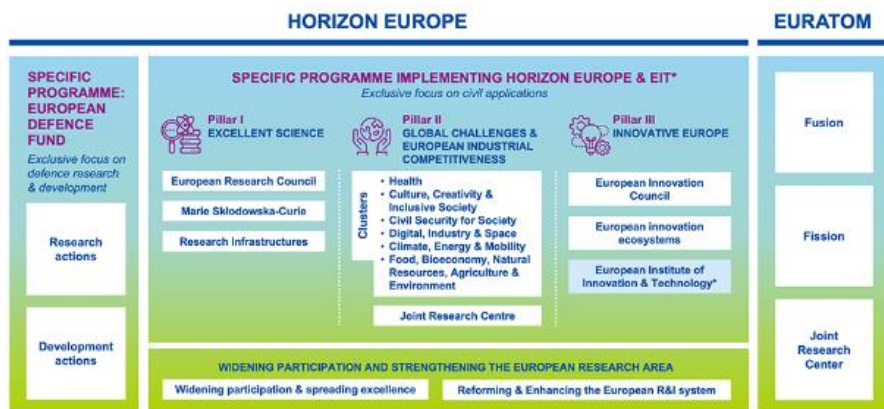 HORIZON EUROPE
EURATOM
SPECIFIC
PROGRAMME:
EUROPEAN
DEFENCE
FUND
Exclusive focus on
defence research
& development
Research
actions
Development
actions
SPECIFIC PROGRAMME IMPLEMENTING HORIZON EUROPE & EIT*
Exclusive focus on civil applications
Pillar I
EXCELLENT SCIENCE
European Research Council
Marie Skłodowska-Curie
Research Infrastructures
Pillar II
GLOBAL CHALLENGES &
EUROPEAN INDUSTRIAL
COMPETITIVENESS
Clusters
• Health
• Culture, Creativity &
Inclusive Society
• Civil Security for Society
• Digital, Industry & Space
• Climate, Energy & Mobility
• Food, Bioeconomy, Natural
Resources, Agriculture &
Environment
Joint Research Centre
Pillar III
INNOVATIVE EUROPE
European Innovation
Council
European innovation
ecosystems
European Institute of
Innovation & Technology*
WIDENING PARTICIPATION AND STRENGTHENING THE EUROPEAN RESEARCH AREA
Widening participation & spreading excellence
Reforming & Enhancing the European R&I system
Fusion
Fission
Joint
Research
Center